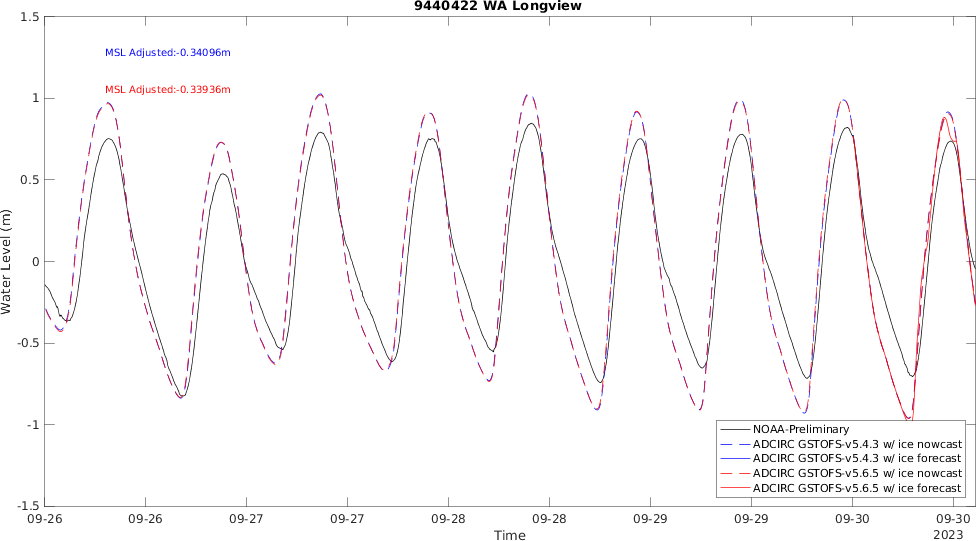 9440422 WA Longview
1.5
MSL Adjusted:-0.34096m
MSL Adjusted:-0.33936m
1
0.5
0
-0.5
-1
-1.5
Water Level (m)
NOAA-Preliminary
ADCIRC GSTOFS-v5.4.3 w/ ice nowcast
ADCIRC GSTOFS-v5.4.3 w/ ice forecast
ADCIRC GSTOFS-v5.6.5 w/ ice nowcast
ADCIRC GSTOFS-v5.6.5 w/ ice forecast
09-26 09-26 09-27 09-27 09-28 09-28 09-29 09-29 09-30 09-30
2023
Time